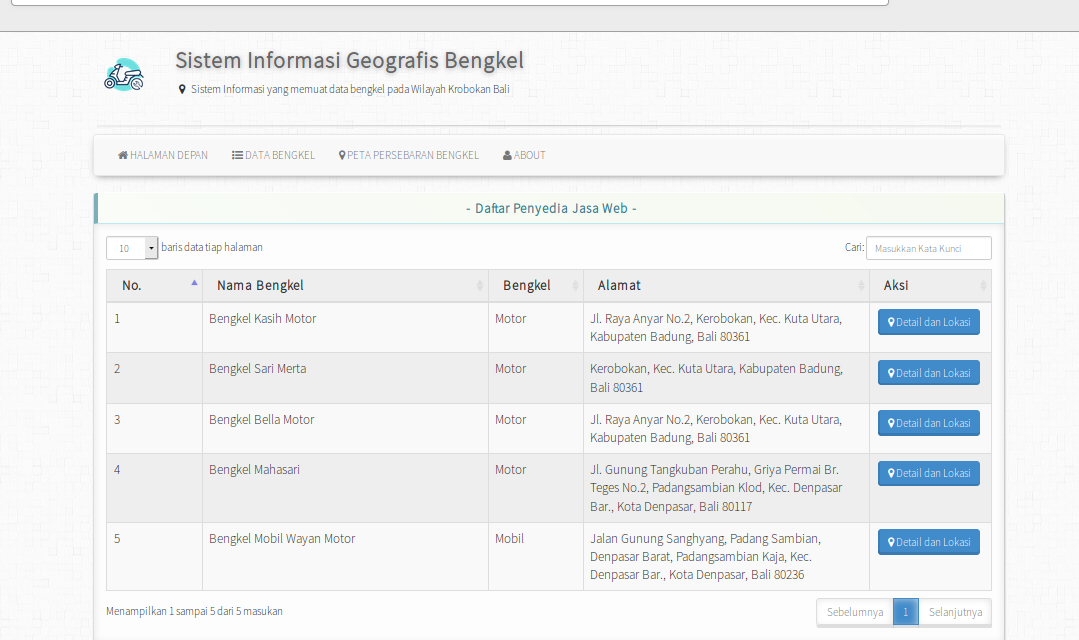 Sistem Informasi Geografis Bengkel
Sistem Informasi yang memuat data bengkel pada Wilayah Krobokan Bali
HALAMAN DEPAN DATA BENGKEL PETA PERSEBARAN BENGKEL ABOUT
- Daftar Penyedia Jasa Web -
10 baris data tiap halaman Cari: Masukkan Kata Kunci
No. Nama Bengkel Bengkel Alamat Aksi
1 Bengkel Kasih Motor Motor Jl. Raya Anyar No.2, Kerobokan, Kec. Kuta Utara, Detail dan Lokasi
Kabupaten Badung, Bali 80361
2 Bengkel Sari Merta Motor Kerobokan, Kec. Kuta Utara, Kabupaten Badung, Detail dan Lokasi
Bali 80361
3 Bengkel Bella Motor Motor Jl. Raya Anyar No.2, Kerobokan, Kec. Kuta Utara, Detail dan Lokasi
Kabupaten Badung, Bali 80361
4 Bengkel Mahasari Motor Jl. Gunung Tangkuban Perahu, Griya Permai Br. Detail dan Lokasi
Teges No.2, Padangsambian Klod, Kec. Denpasar
Bar., Kota Denpasar, Bali 80117
5 Bengkel Mobil Wayan Motor Mobil Jalan Gunung Sanghyang, Padang Sambian, Detail dan Lokasi
Denpasar Barat, Padangsambian Kaja, Kec.
Denpasar Bar., Kota Denpasar, Bali 80236
Menampilkan 1 sampai 5 dari 5 masukan Sebelumnya 1 Selanjutnya